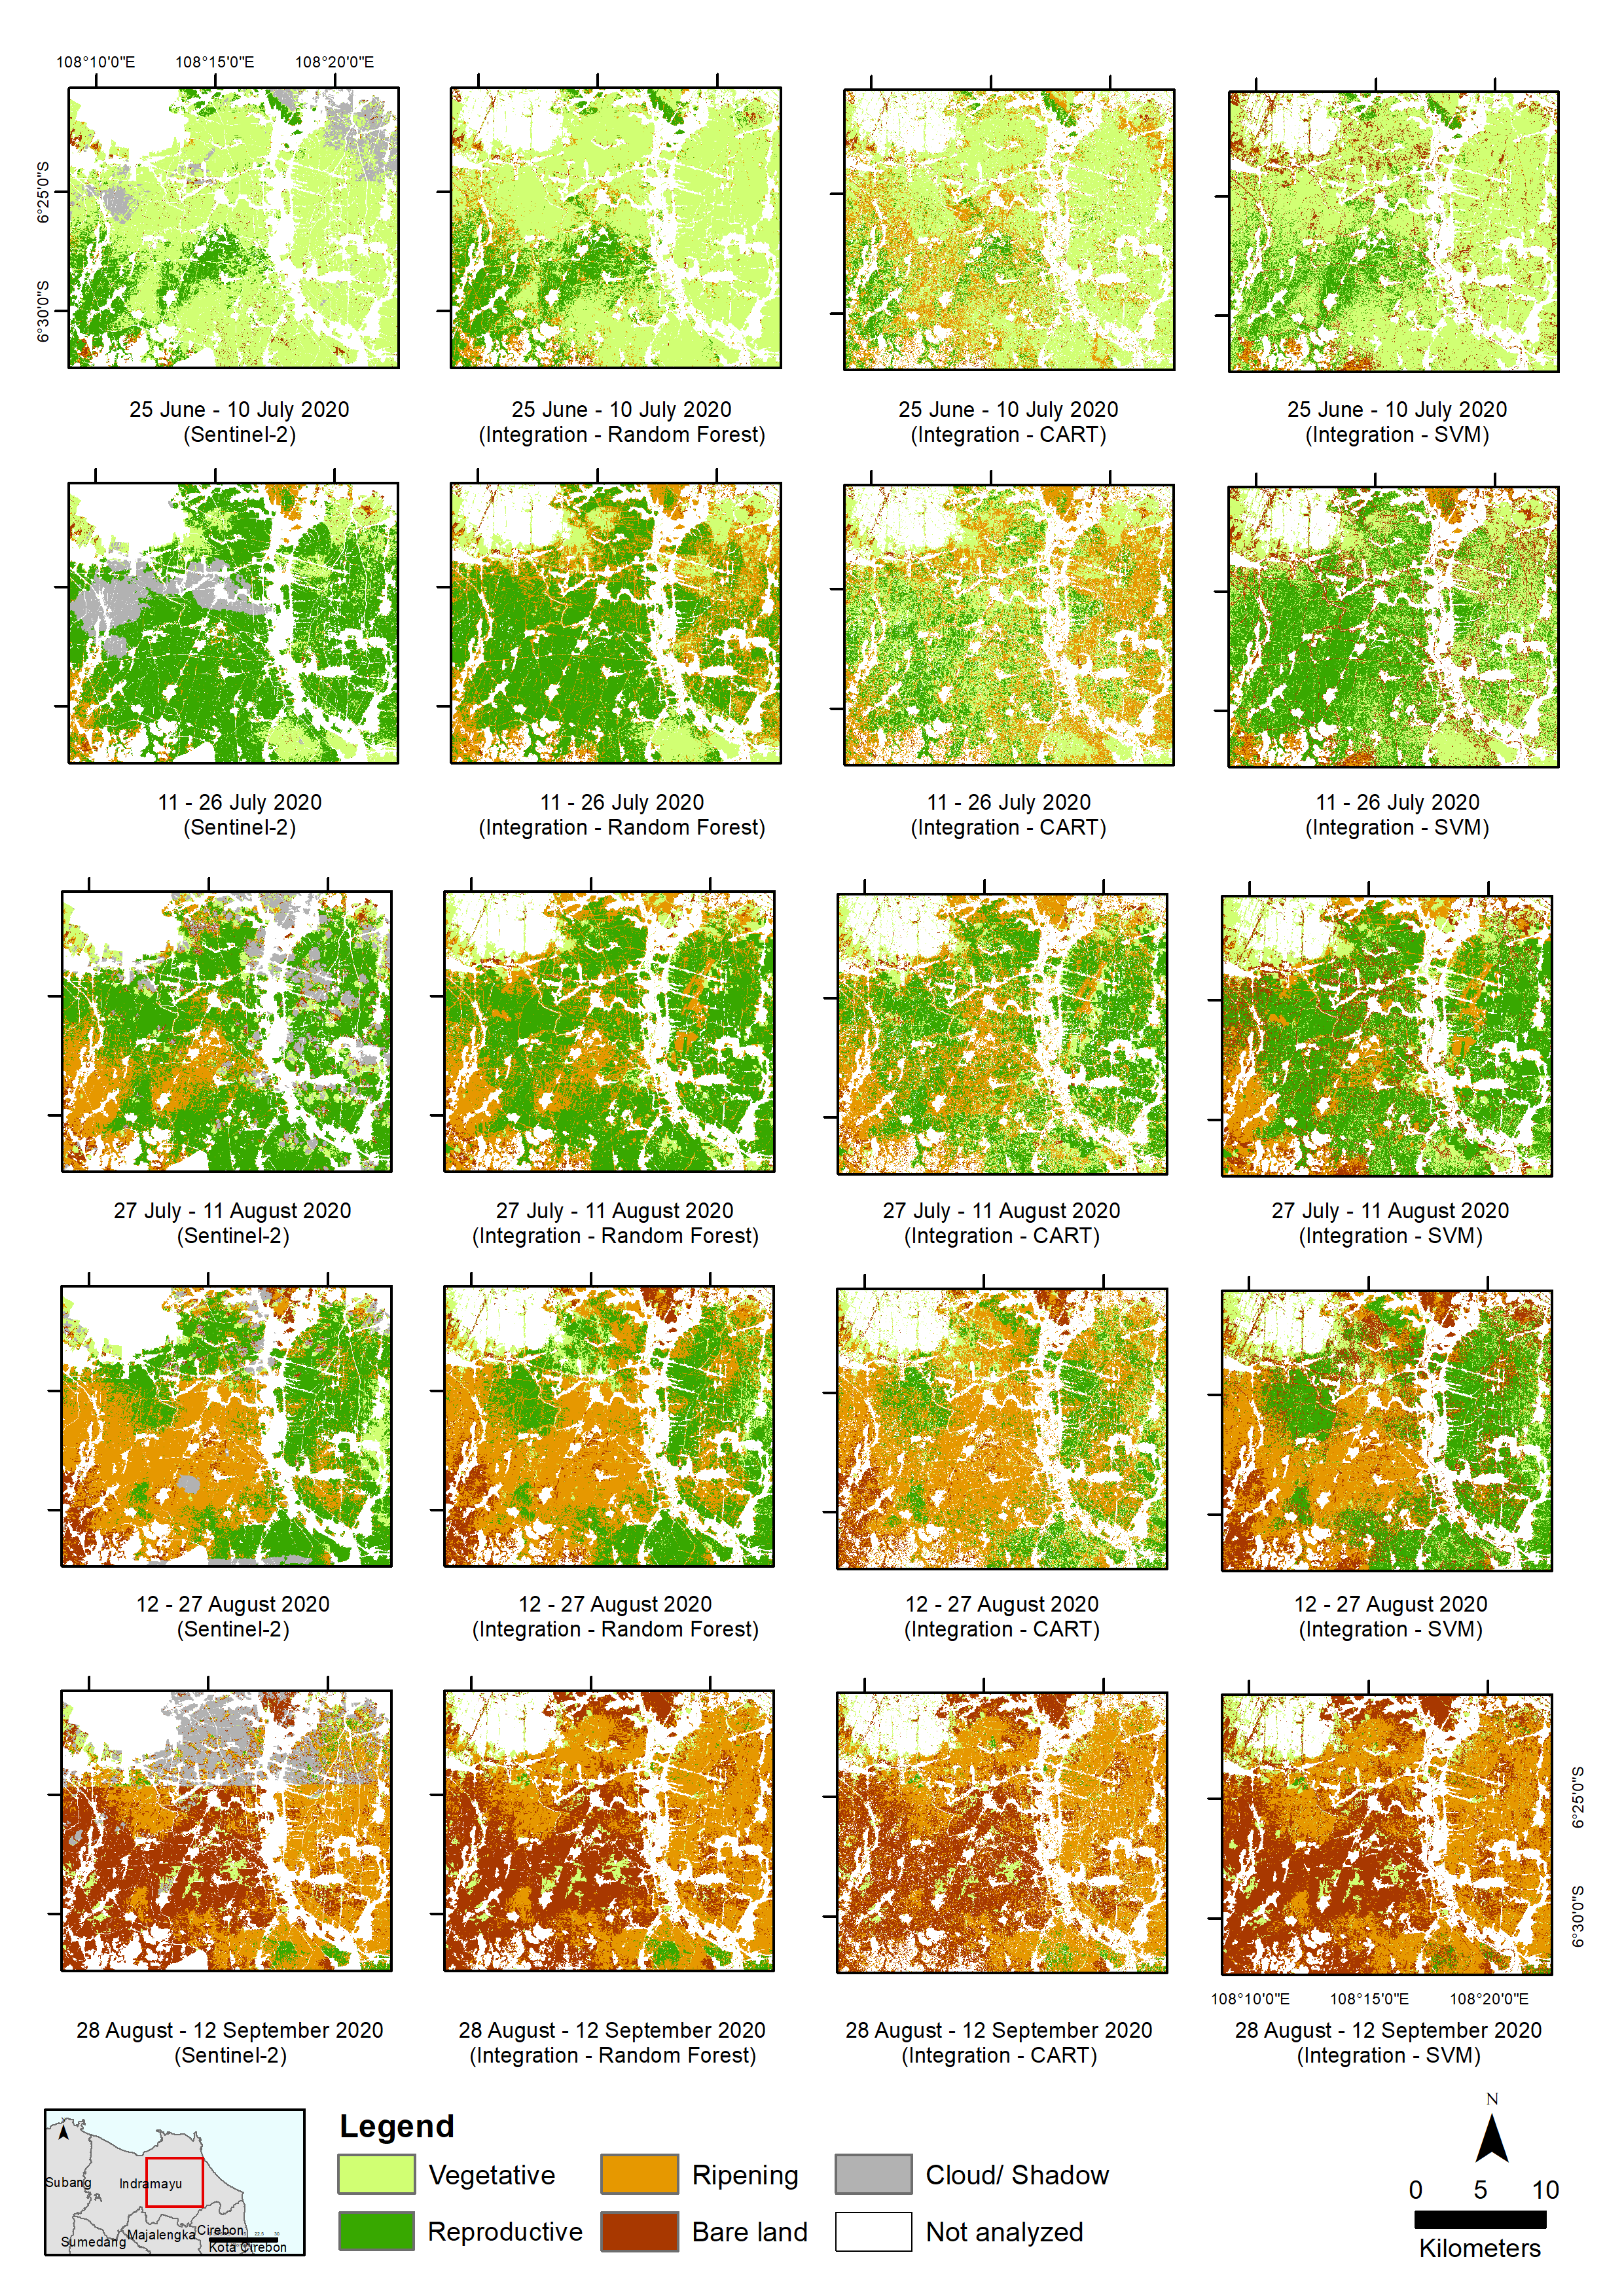 108°10'0"E 108°15'0"E 108°20'0"E
6°25'0"S
6°30'0"S
25 June - 10 July 2020
(Sentinel-2)
25 June - 10 July 2020
(Integration - Random Forest)
25 June - 10 July 2020
(Integration - CART)
25 June - 10 July 2020
(Integration - SVM)
11 - 26 July 2020
(Sentinel-2)
11 - 26 July 2020
(Integration - Random Forest)
11 - 26 July 2020
(Integration - CART)
11 - 26 July 2020
(Integration - SVM)
27 July - 11 August 2020
(Sentinel-2)
27 July - 11 August 2020
(Integration - Random Forest)
27 July - 11 August 2020
(Integration - CART)
27 July - 11 August 2020
(Integration - SVM)
12 - 27 August 2020
(Sentinel-2)
12 - 27 August 2020
(Integration - Random Forest)
12 - 27 August 2020
(Integration - CART)
12 - 27 August 2020
(Integration - SVM)
6°25'0"S
6°30'0"S
108°10'0"E 108°15'0"E 108°20'0"E
28 August - 12 September 2020
(Sentinel-2)
28 August - 12 September 2020
(Integration - Random Forest)
28 August - 12 September 2020
(Integration - CART)
28 August - 12 September 2020
(Integration - SVM)
Subang
Indramayu
Sumedang
Majalengka
Cirebon
Kota Cirebon
Legend
Vegetative
Ripening
Cloud/ Shadow
Reproductive
Bare land
Not analyzed
N
0 5 10
Kilometers